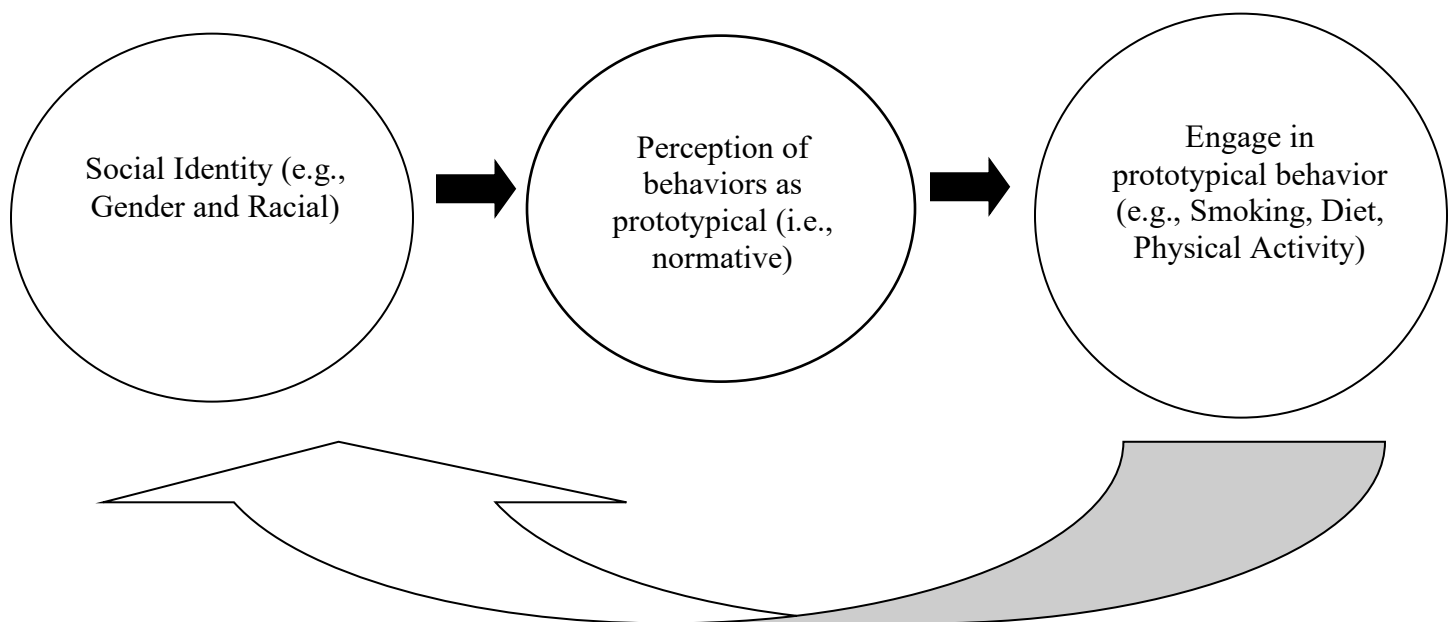 Social Identity (e.g.,
Gender and Racial)
Perception of
behaviors as
prototypical (i.e.,
normative)
Engage in
prototypical behavior
(e.g., Smoking, Diet,
Physical Activity)